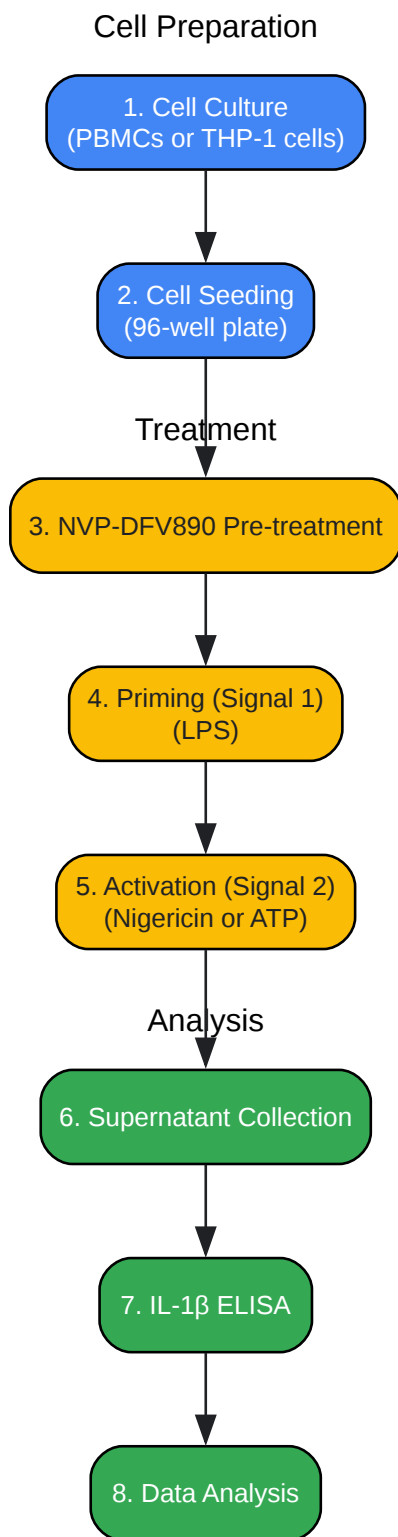 Cell Preparation
1. Cell Culture
(PBMCs or THP-1 cells)
2. Cell Seeding
(96-well plate)
Treatment
3. NVP-DFV890 Pre-treatment
4. Priming (Signal 1)
(LPS)
5. Activation (Signal 2)
(Nigericin or ATP)
Analysis
6. Supernatant Collection
7. IL-1β ELISA
8. Data Analysis